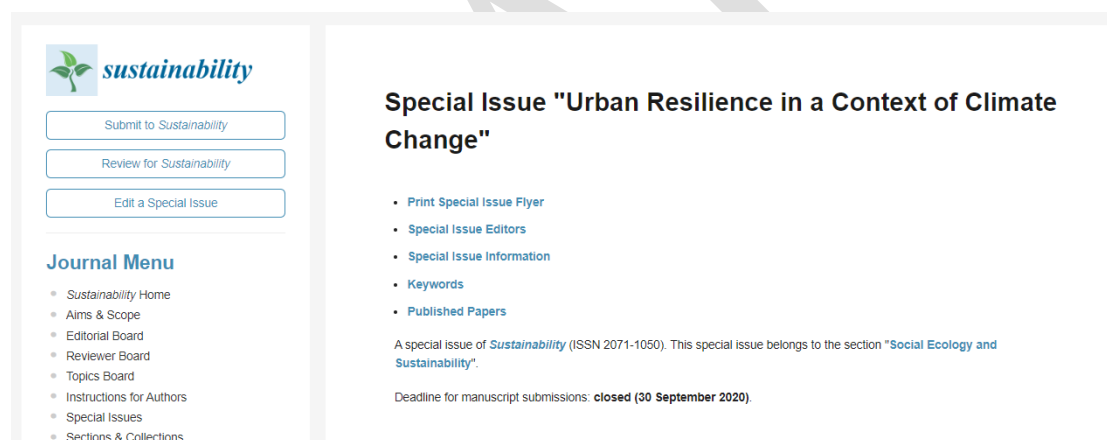 sustainability
Submit to Sustainability
Review for Sustainability
Edit a Special Issue
Journal Menu
Sustainability Home
Aims & Scope
Editorial Board
Reviewer Board
Topics Board
Instructions for Authors
Special Issues
Sections & Collections
Special Issue "Urban Resilience in a Context of Climate
Change"
Print Special Issue Flyer
Special Issue Editors
Special Issue Information
Keywords
Published Papers
A special issue of Sustainability (ISSN 2071-1050). This special issue belongs to the section "Social Ecology and
Sustainability".
Deadline for manuscript submissions: closed (30 September 2020).